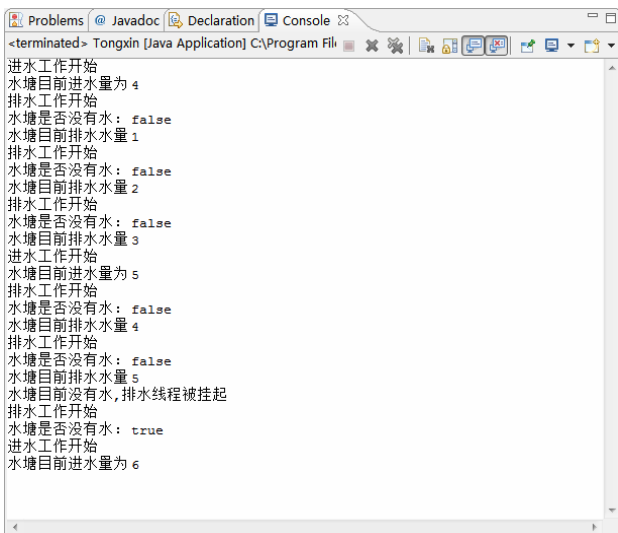 Problems @ Javadoc Declaration Console
<terminated> Tongxin [Java Application] C:\Program File
进水工作开始
水塘目前进水量为 4
排水工作开始
水塘是否没有水: false
水塘目前排水水量 1
排水工作开始
水塘是否没有水: false
水塘目前排水水量 2
排水工作开始
水塘是否没有水: false
水塘目前排水水量 3
进水工作开始
水塘目前进水量为 5
排水工作开始
水塘是否没有水: false
水塘目前排水水量 4
排水工作开始
水塘是否没有水: false
水塘目前排水水量 5
水塘目前没有水,排水线程被挂起
排水工作开始
水塘是否没有水: true
进水工作开始
水塘目前进水量为 6